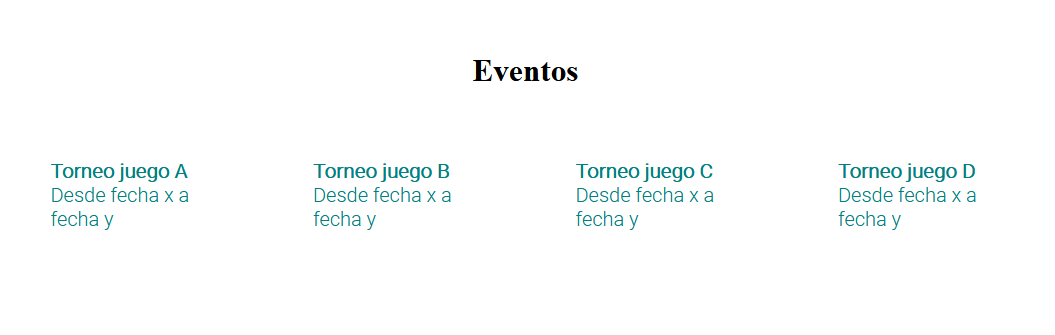 Eventos
Torneo juego A
Desde fecha x a
fecha y
Torneo juego B
Desde fecha x a
fecha y
Torneo juego C
Desde fecha x a
fecha y
Torneo juego D
Desde fecha x a
fecha y